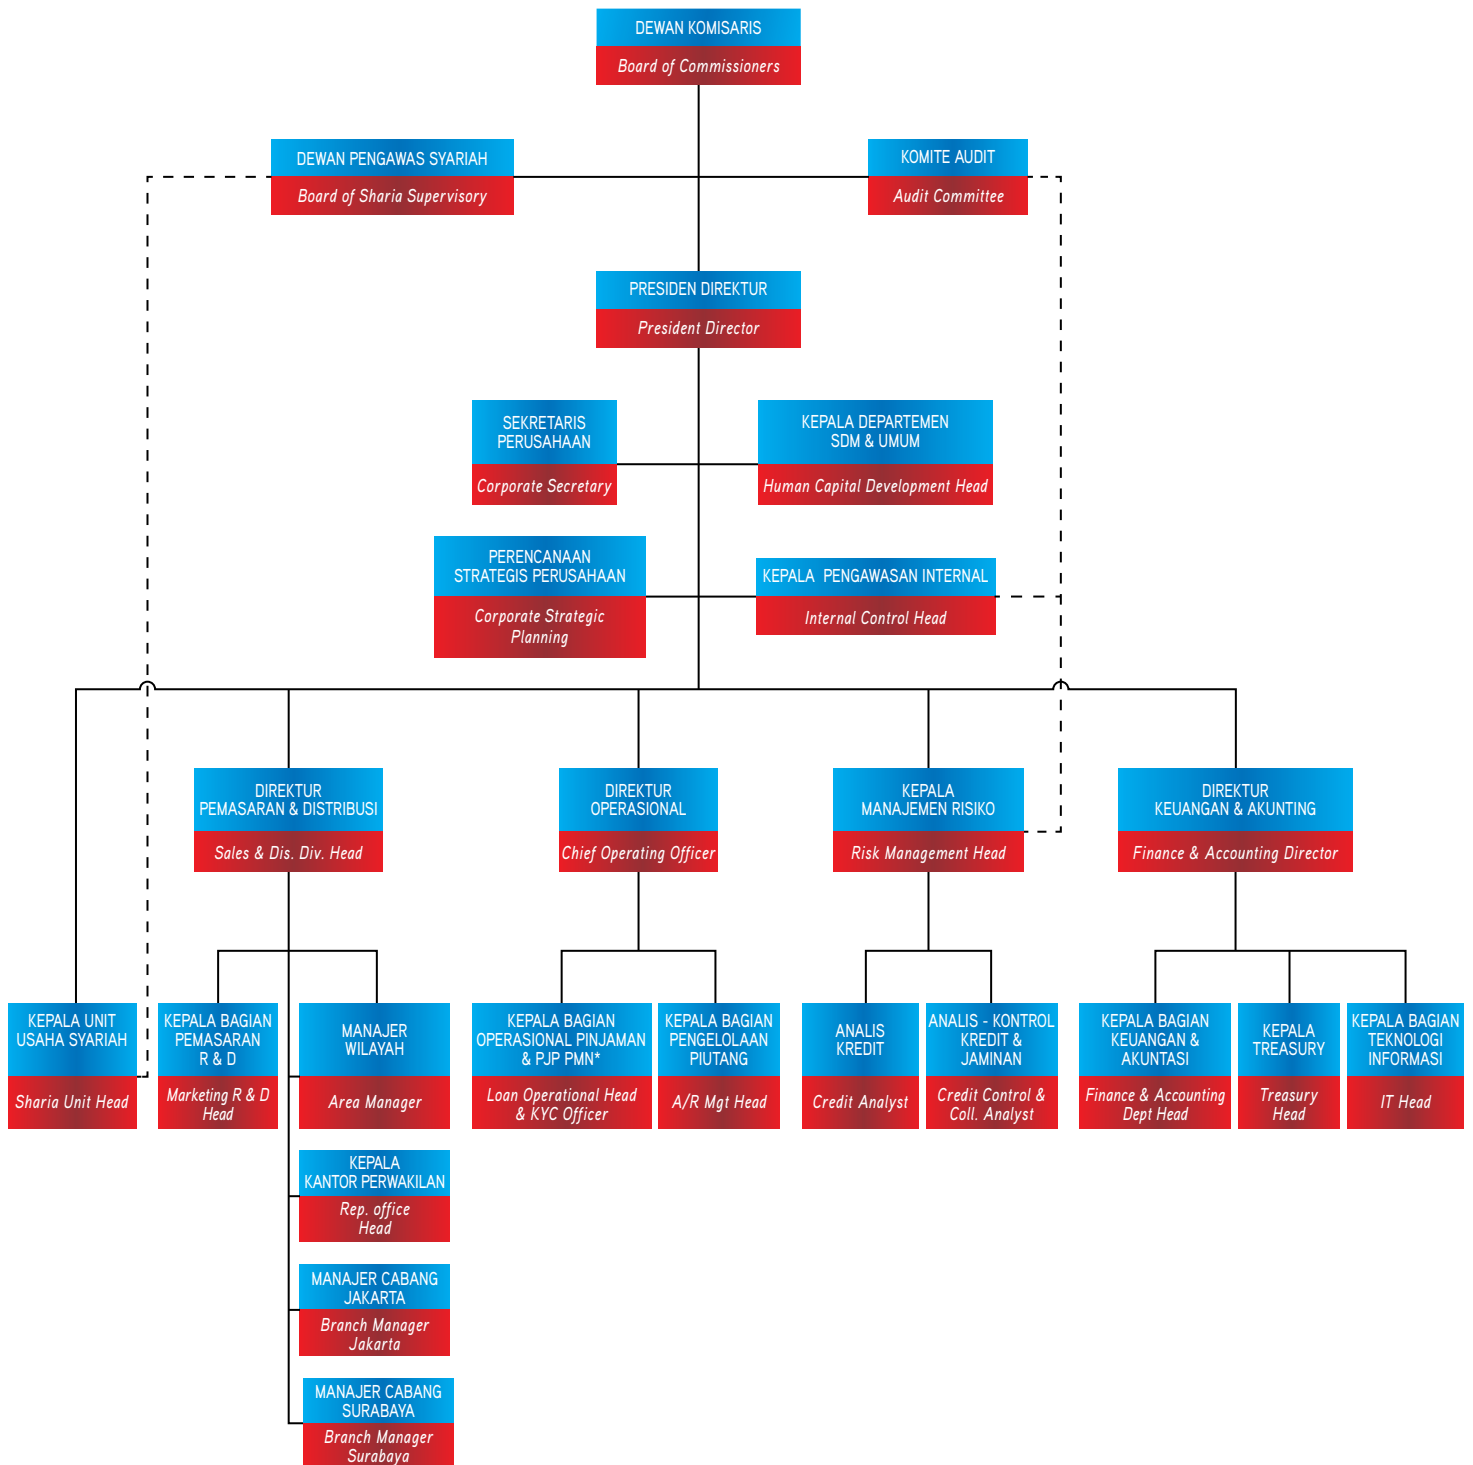 DEWAN KOMISARIS
Board of Commissioners
DEWAN PENGAWAS SYARIAH
Board of Sharia Supervisory
KOMITE AUDIT
Audit Committee
PRESIDEN DIREKTUR
President Director
SEKRETARIS
PERUSAHAAN
Corporate Secretary
KEPALA DEPARTEMEN
SDM & UMUM
Human Capital Development Head
PERENCANAAN
STRATEGIS PERUSAHAAN
Corporate Strategic
Planning
KEPALA PENGAWASAN INTERNAL
Internal Control Head
DIREKTUR
PEMASARAN & DISTRIBUSI
Sales & Dis. Div. Head
DIREKTUR
OPERASIONAL
Chief Operating Officer
KEPALA
MANAJEMEN RISIKO
Risk Management Head
DIREKTUR
KEUANGAN & AKUNTING
Finance & Accounting Director
KEPALA UNIT
USAHA SYARIAH
Sharia Unit Head
KEPALA BAGIAN
PEMASARAN
R & D
Marketing R & D
Head
MANAJER
WILAYAH
Area Manager
KEPALA BAGIAN
OPERASIONAL PINJAMAN
& PJP PMN*
Loan Operational Head
& KYC Officer
KEPALA BAGIAN
PENGELOLAAN
PIUTANG
A/R Mgt Head
ANALIS
KREDIT
Credit Analyst
ANALIS - KONTROL
KREDIT &
JAMINAN
Credit Control &
Coll. Analyst
KEPALA BAGIAN
KEUANGAN &
AKUNTASI
Finance & Accounting
Dept Head
KEPALA
TREASURY
Treasury
Head
KEPALA BAGIAN
TEKNOLOGI
INFORMASI
IT Head
KEPALA
KANTOR PERWAKILAN
Rep. office
Head
MANAJER CABANG
JAKARTA
Branch Manager
Jakarta
MANAJER CABANG
SURABAYA
Branch Manager
Surabaya